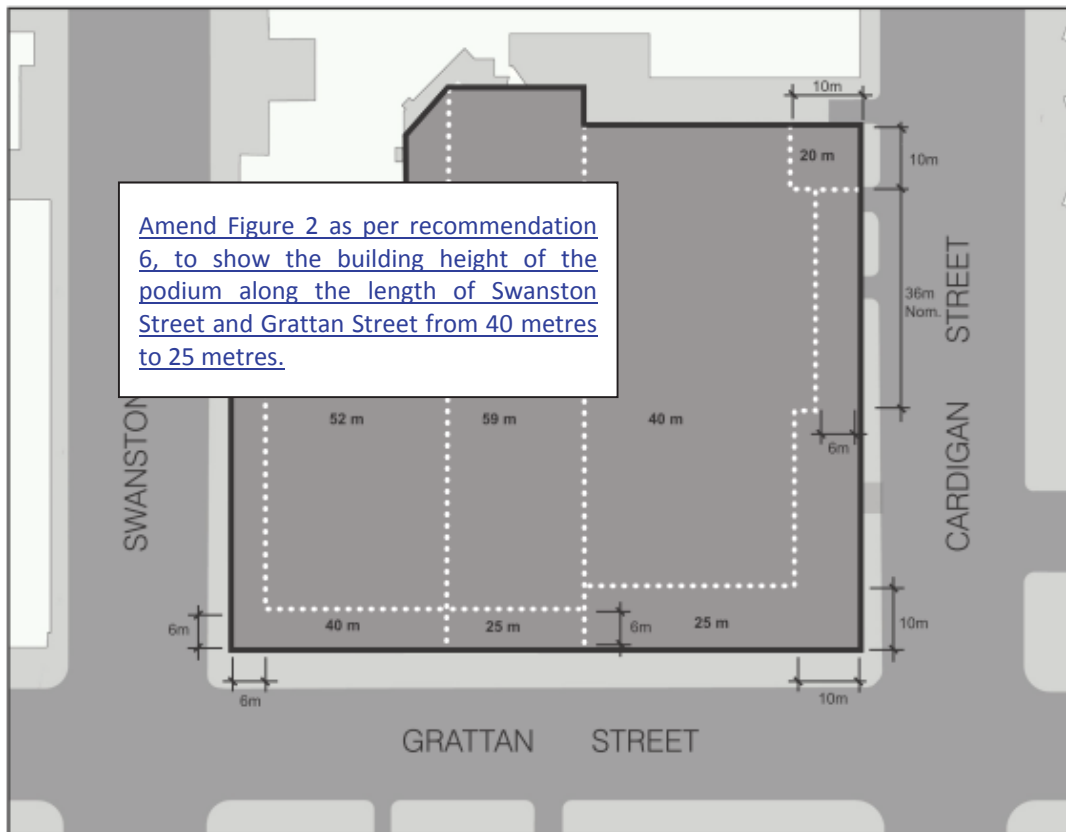 10m
20 m
10m
Amend Figure 2 as per recommendation
6, to show the building height of the
podium along the length of Swanston
Street and Grattan Street from 40 metres
to 25 metres.
36m
Nom.
STREET
CARDIGAN
SWANSTON
52 m
59 m
40 m
6m
6m
40 m
25 m
6m
25 m
10m
6m
10m
GRATTAN STREET